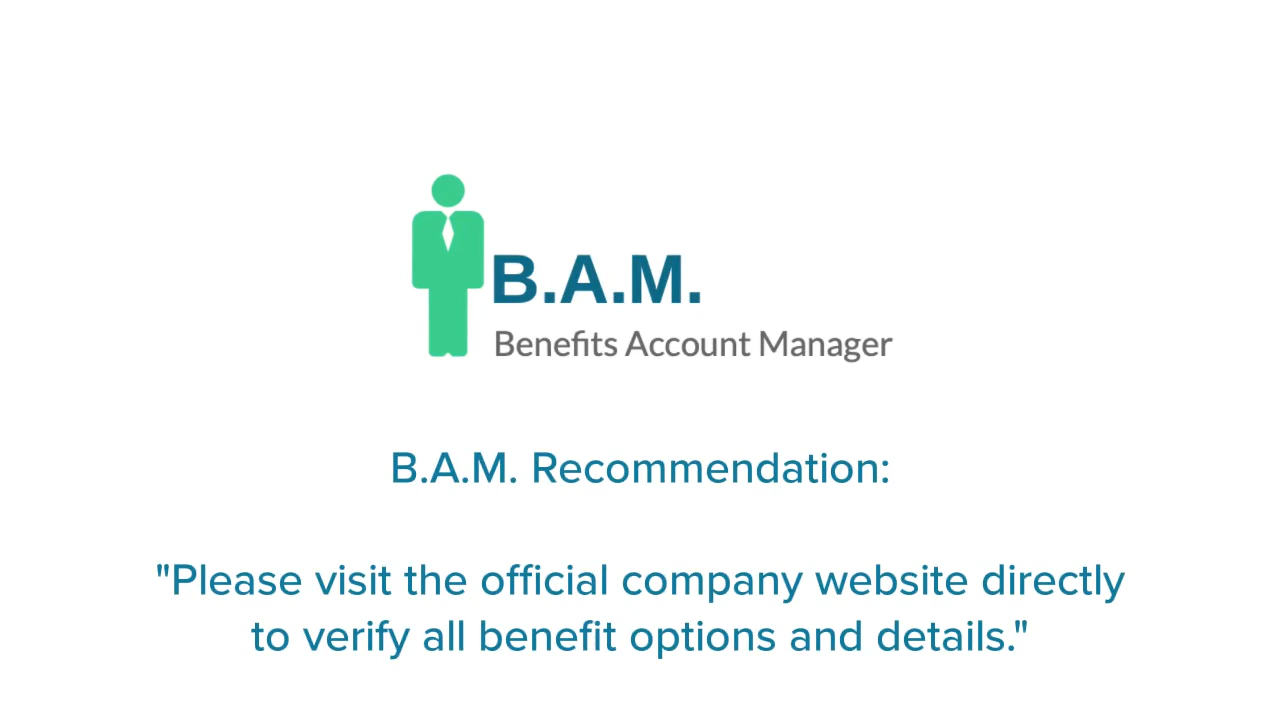 B.A.M.
Benefits Account Manager
B.A.M. Recommendation:
"Please visit the official company website directly
to verify all benefit options and details."